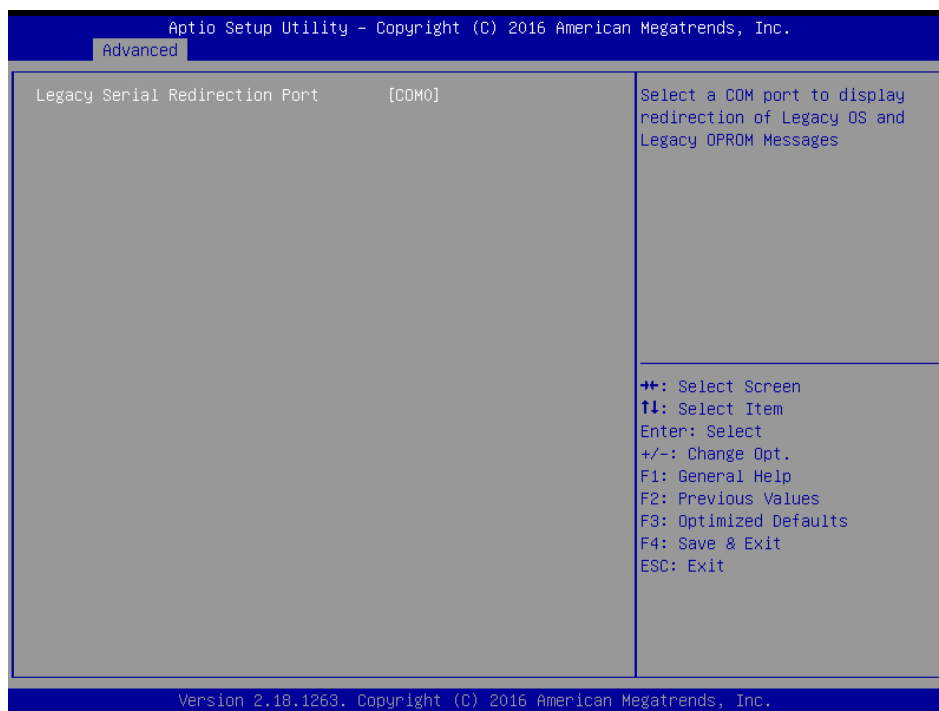 Aptio Setup Utility – Copyright (C) 2016 American Megatrends, Inc.
Advanced
Legacy Serial Redirection Port [COM0]
Select a COM port to display
redirection of Legacy OS and
Legacy OPROM Messages
→←: Select Screen
↑↓: Select Item
Enter: Select
+/-: Change Opt.
F1: General Help
F2: Previous Values
F3: Optimized Defaults
F4: Save & Exit
ESC: Exit
Version 2.18.1263. Copyright (C) 2016 American Megatrends, Inc.